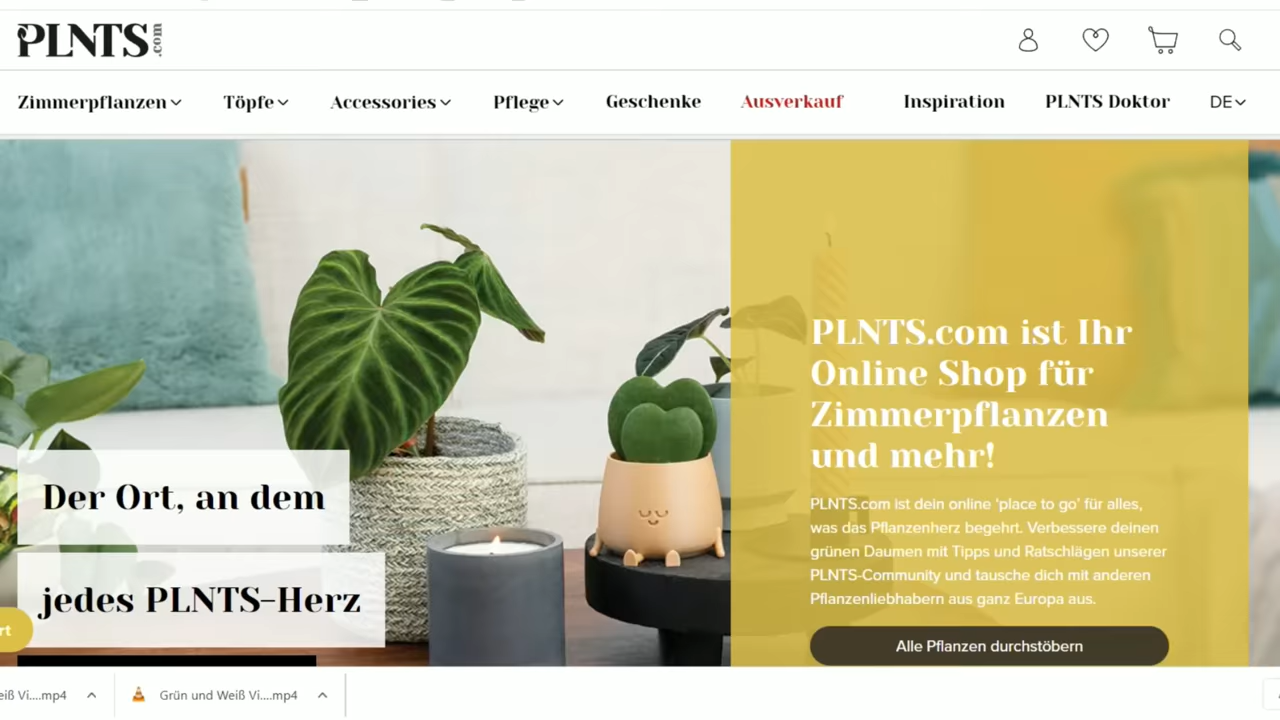 PLNTS.com
Zimmerpflanzen Töpfe Accessories Pflege Geschenke Ausverkauf Inspiration PLNTS Doktor DE
PLNTS.com ist Ihr
Online Shop für
Zimmerpflanzen
und mehr!
Der Ort, an dem
jedes PLNTS-Herz
PLNTS.com ist dein online 'place to go' für alles,
was das Pflanzenherz begehrt. Verbessere deinen
grünen Daumen mit Tipps und Ratschlägen unserer
PLNTS-Community und tausche dich mit anderen
Pflanzenliebhabern aus ganz Europa aus.
Alle Pflanzen durchstöbern
Vi....mp4 Grün und Weiß Vi....mp4